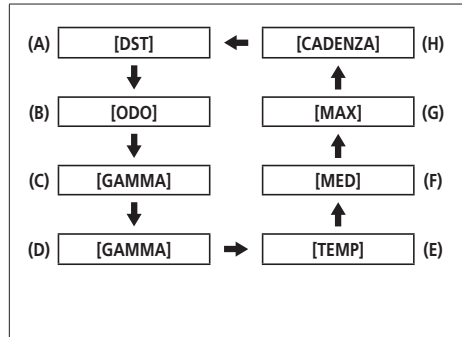 (A) [DST] [CADENZA] (H)
(B) [ODO] [MAX] (G)
(C) [GAMMA] [MED] (F)
(D) [GAMMA] [TEMP] (E)